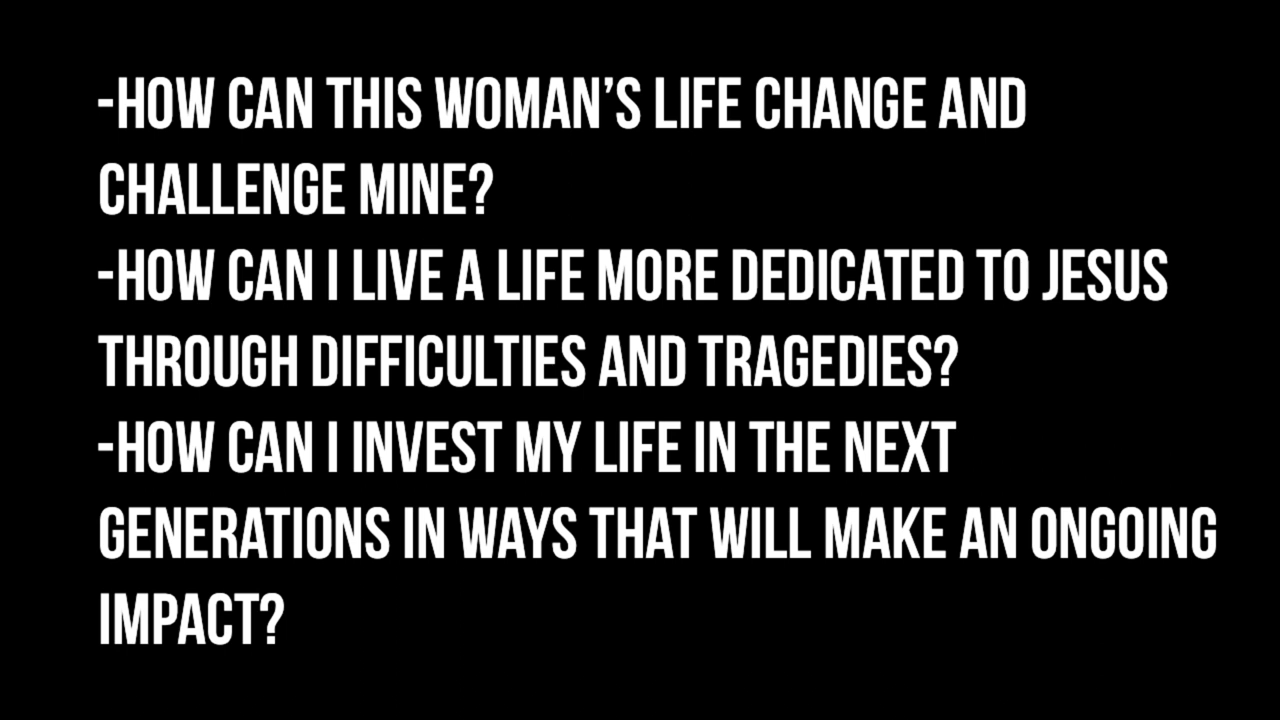 -HOW CAN THIS WOMAN’S LIFE CHANGE AND
CHALLENGE MINE?
-HOW CAN I LIVE A LIFE MORE DEDICATED TO JESUS
THROUGH DIFFICULTIES AND TRAGEDIES?
-HOW CAN I INVEST MY LIFE IN THE NEXT
GENERATIONS IN WAYS THAT WILL MAKE AN ONGOING
IMPACT?